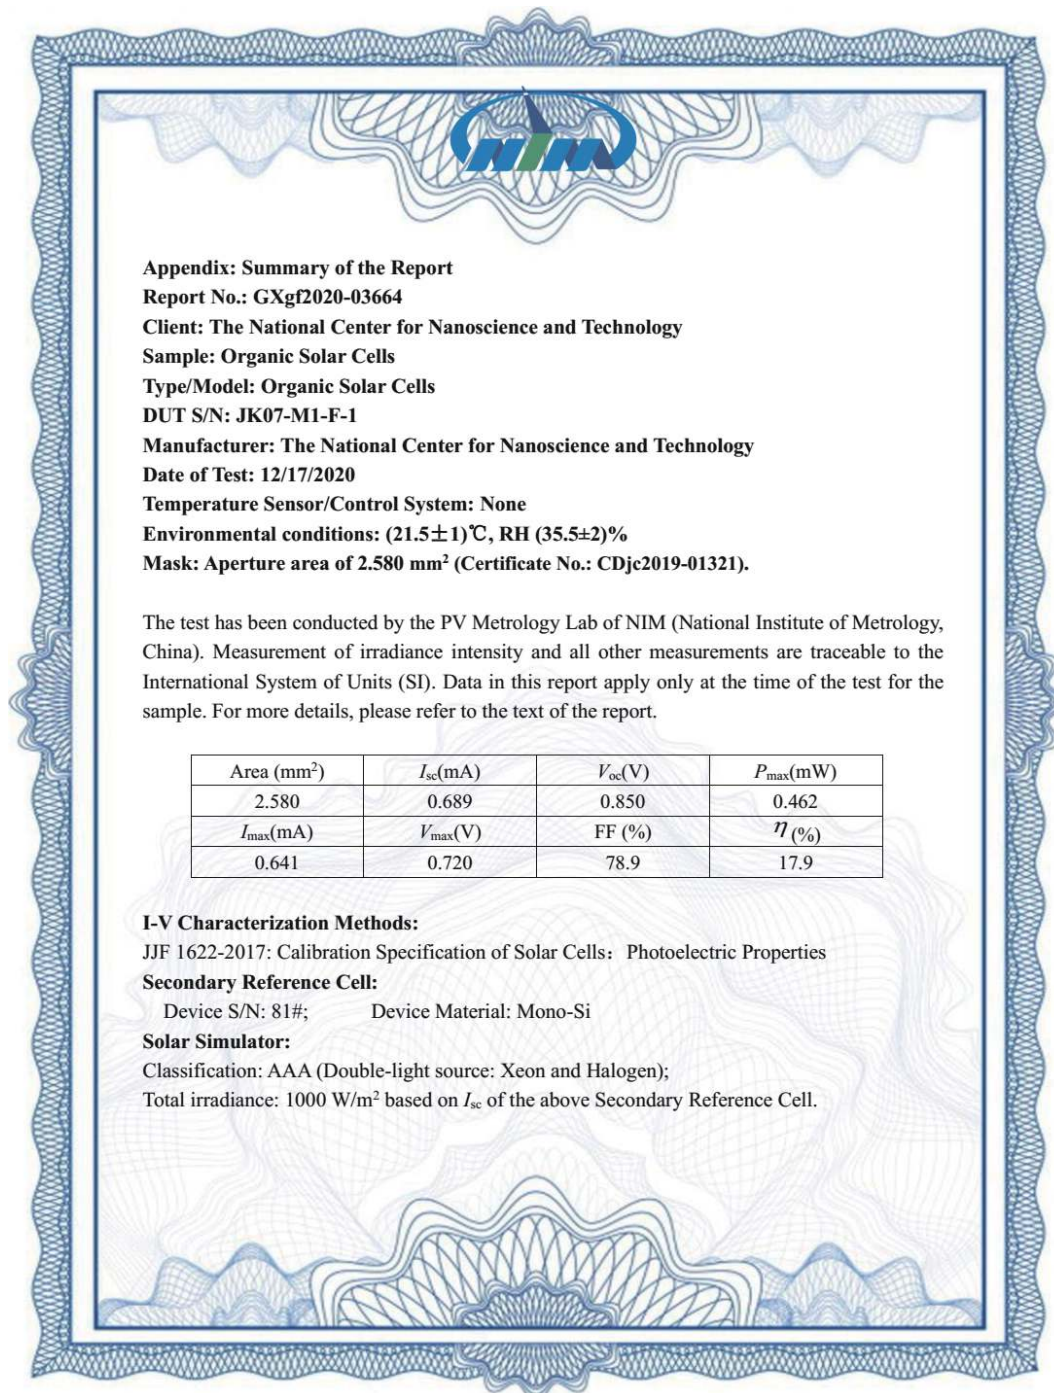 NIM
Appendix: Summary of the Report
Report No.: GXgf2020-03664
Client: The National Center for Nanoscience and Technology
Sample: Organic Solar Cells
Type/Model: Organic Solar Cells
DUT S/N: JK07-M1-F-1
Manufacturer: The National Center for Nanoscience and Technology
Date of Test: 12/17/2020
Temperature Sensor/Control System: None
Environmental conditions: (21.5±1)℃, RH (35.5±2)%
Mask: Aperture area of 2.580 mm² (Certificate No.: CDjc2019-01321).
The test has been conducted by the PV Metrology Lab of NIM (National Institute of Metrology,
China). Measurement of irradiance intensity and all other measurements are traceable to the
International System of Units (SI). Data in this report apply only at the time of the test for the
sample. For more details, please refer to the text of the report.
Area (mm²) Isc(mA) Voc(V) Pmax(mW)
2.580 0.689 0.850 0.462
Imax(mA) Vmax(V) FF (%) η (%)
0.641 0.720 78.9 17.9
I-V Characterization Methods:
JJF 1622-2017: Calibration Specification of Solar Cells：Photoelectric Properties
Secondary Reference Cell:
Device S/N: 81#; Device Material: Mono-Si
Solar Simulator:
Classification: AAA (Double-light source: Xeon and Halogen);
Total irradiance: 1000 W/m² based on Isc of the above Secondary Reference Cell.